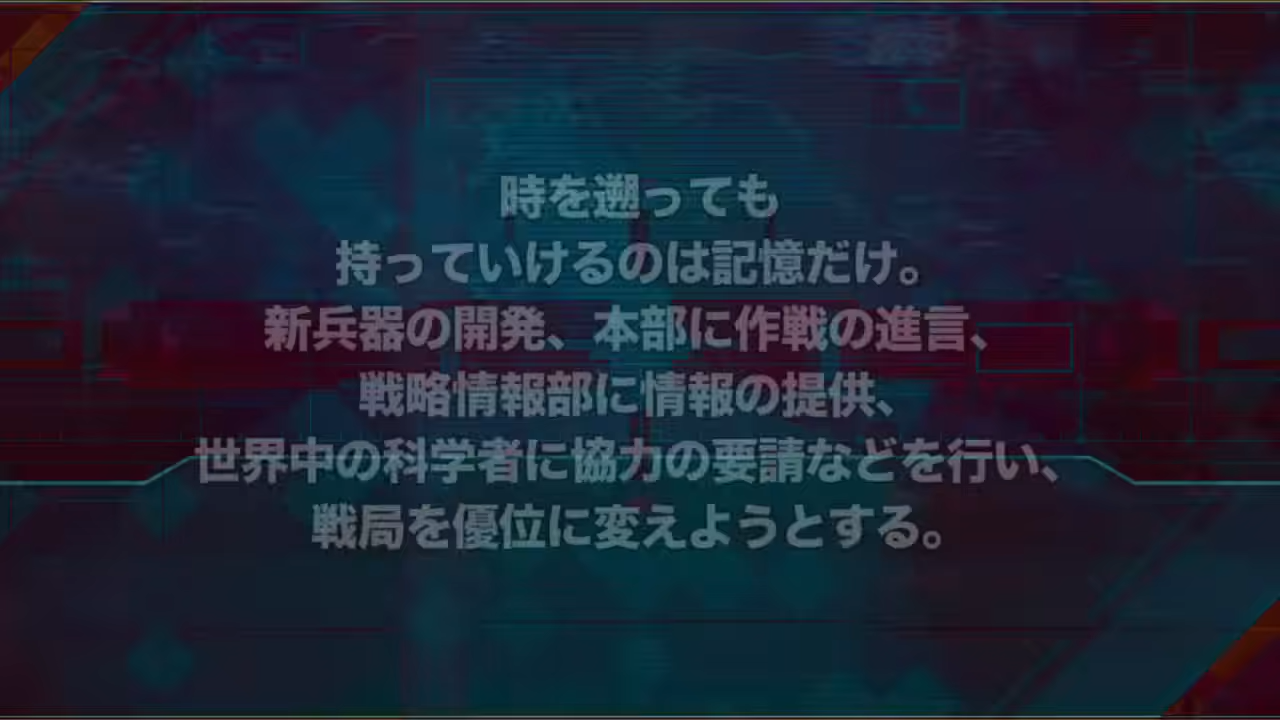 時を遡っても
持っていけるのは記憶だけ。
新兵器の開発、本部に作戦の進言、
戦略情報部に情報の提供、
世界中の科学者に協力の要請などを行い、
戦局を優位に変えようとする。